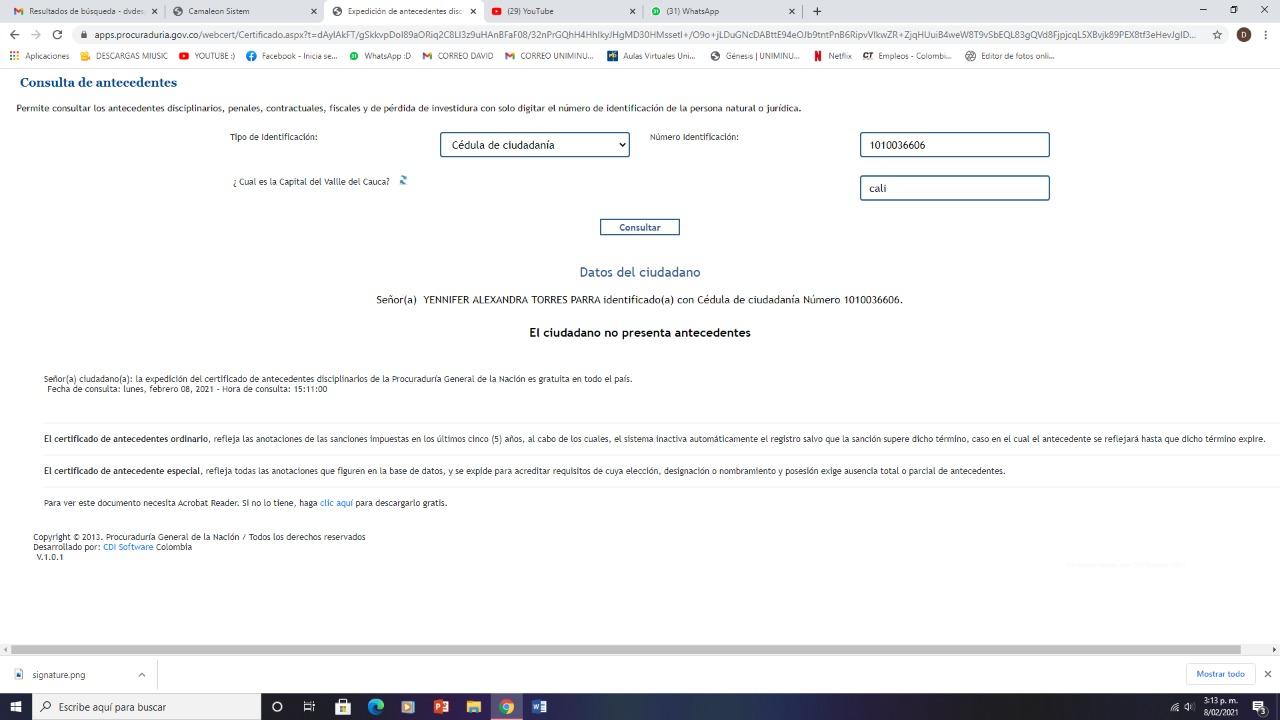 Resultados de búsqueda - dvdes
Camaleon Sistem
Expedición de antecedentes disc
(29) YouTube
(31) WhatsApp
Aplicaciones
DESCARGAS MIUSIC
YOUTUBE :)
Facebook - Inicia se...
WhatsApp :D
CORREO DAVID
CORREO UNIMINU...
Aulas Virtuales Uni...
Génesis | UNIMINU...
Netflix
Empleos - Colombi...
Editor de fotos onli...
Consulta de antecedentes
Permite consultar los antecedentes disciplinarios, penales, contractuales, fiscales y de pérdida de investidura con solo digitar el número de identificación de la persona natural o jurídica.
Tipo de Identificación:
Cédula de ciudadanía
Número Identificación:
1010036606
¿ Cual es la Capital del Vallle del Cauca?
cali
Consultar
Datos del ciudadano
Señor(a) YENNIFER ALEXANDRA TORRES PARRA identificado(a) con Cédula de ciudadanía Número 1010036606.
El ciudadano no presenta antecedentes
Señor(a) ciudadano(a): la expedición del certificado de antecedentes disciplinarios de la Procuraduría General de la Nación es gratuita en todo el país.
Fecha de consulta: lunes, febrero 08, 2021 - Hora de consulta: 15:11:00
El certificado de antecedentes ordinario, refleja las anotaciones de las sanciones impuestas en los últimos cinco (5) años, al cabo de los cuales, el sistema inactiva automáticamente el registro salvo que la sanción supere dicho término, caso en el cual el antecedente se reflejará hasta que dicho término expire.
El certificado de antecedente especial, refleja todas las anotaciones que figuren en la base de datos, y se expide para acreditar requisitos de cuya elección, designación o nombramiento y posesión exige ausencia total o parcial de antecedentes.
Para ver este documento necesita Acrobat Reader. Si no lo tiene, haga clic aquí para descargarlo gratis.
Copyright © 2013. Procuraduría General de la Nación / Todos los derechos reservados
Desarrollado por: CDI Software Colombia
V.1.0.1
signature.png
Mostrar todo
Escribe aquí para buscar
3:13 p. m.
8/02/2021